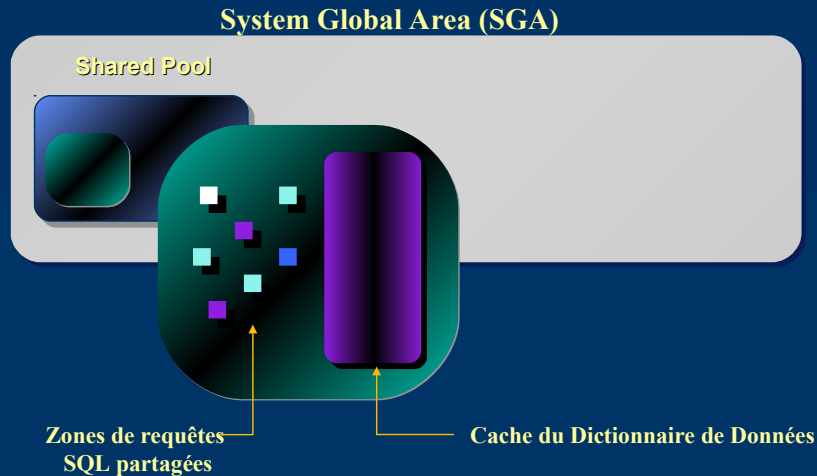 System Global Area (SGA)
Shared Pool
Zones de requêtes
SQL partagées
Cache du Dictionnaire de Données